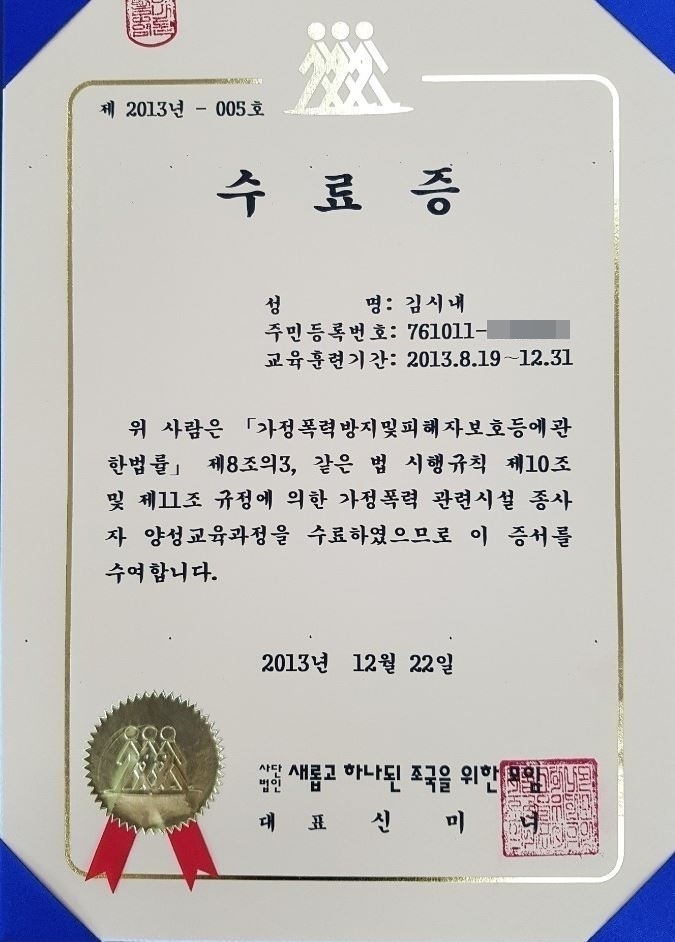 제 2013년 - 005호
수 료 증
성 명: 김시내
주민등록번호: 761011-
교육훈련기간: 2013.8.19~12.31
위 사람은 「가정폭력방지및피해자보호등에관
한법률」 제8조의3, 같은 법 시행규칙 제10조
및 제11조 규정에 의한 가정폭력 관련시설 종사
자 양성교육과정을 수료하였으므로 이 증서를
수여합니다.
2013년 12월 22일
사단법인 새롭고 하나된 조국을 위한 모임
대 표 신 미 녀